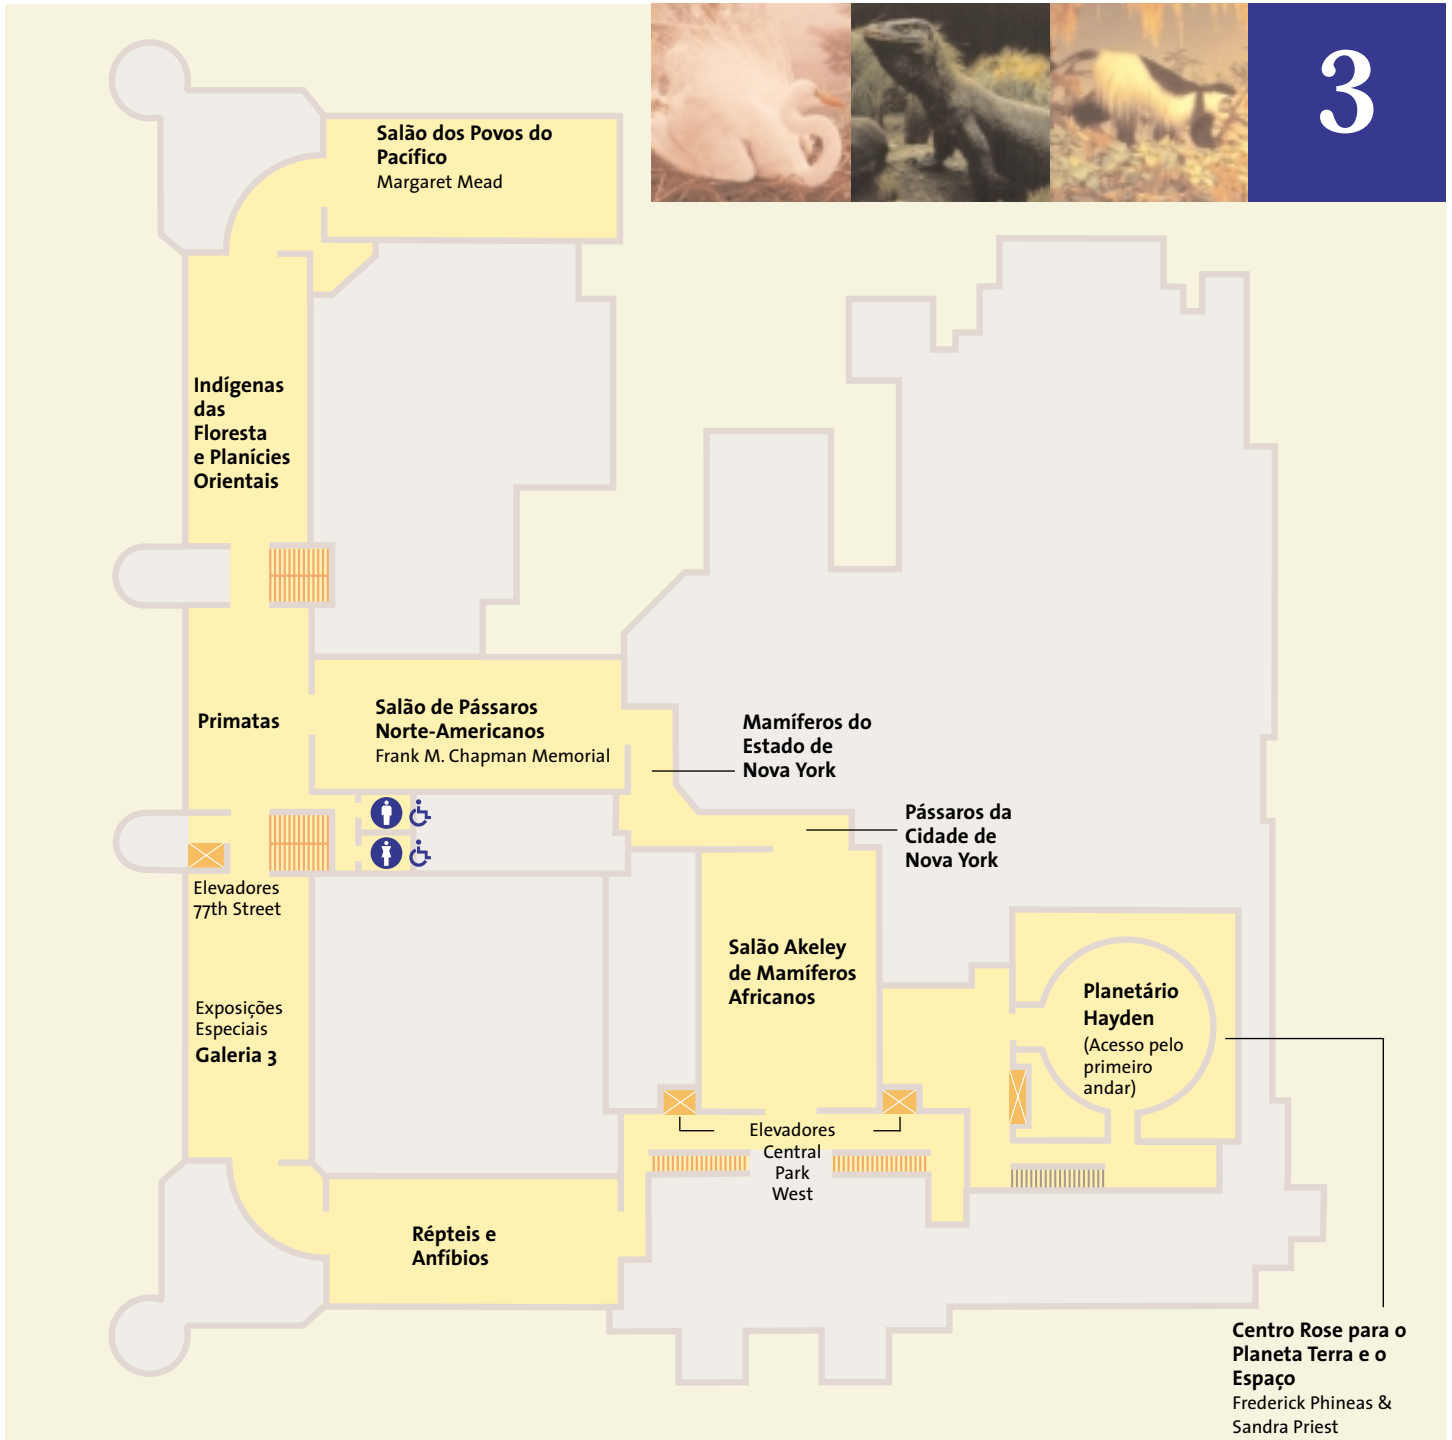 3
Salão dos Povos do
Pacífico
Margaret Mead
Indígenas
das
Floresta
e Planícies
Orientais
Primatas
Salão de Pássaros
Norte-Americanos
Frank M. Chapman Memorial
Mamíferos do
Estado de
Nova York
Pássaros da
Cidade de
Nova York
Elevadores
77th Street
Salão Akeley
de Mamíferos
Africanos
Planetário
Hayden
(Acesso pelo
primeiro
andar)
Exposições
Especiais
Galeria 3
Elevadores
Central
Park
West
Répteis e
Anfíbios
Centro Rose para o
Planeta Terra e o
Espaço
Frederick Phineas &
Sandra Priest